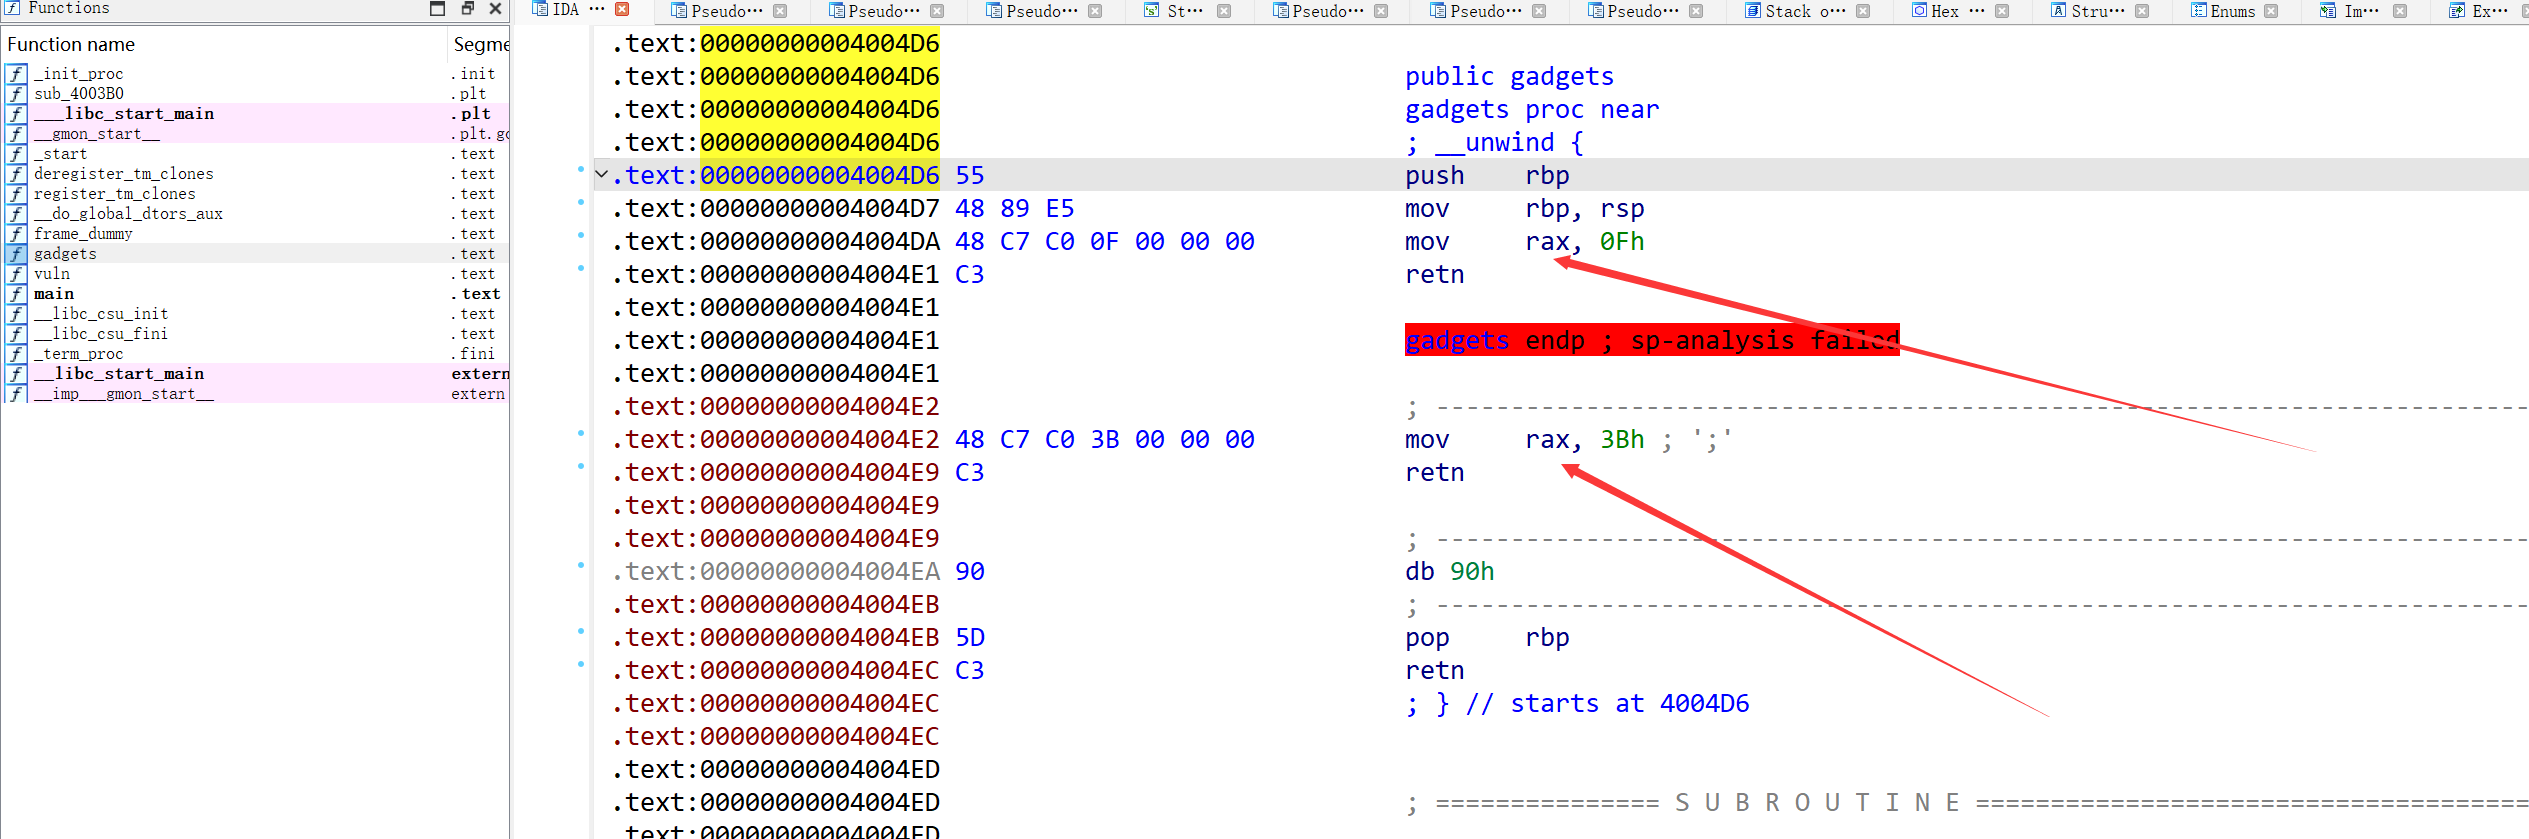 Functions
IDA ···
Pseudo···
Pseudo···
Pseudo···
St···
Pseudo···
Pseudo···
Pseudo···
Stack o···
Hex ···
Stru···
Enums
Im···
Ex···
Function name Segme
_init_proc .init
sub_4003B0 .plt
___libc_start_main .plt
__gmon_start__ .plt.go
_start .text
deregister_tm_clones .text
register_tm_clones .text
__do_global_dtors_aux .text
frame_dummy .text
gadgets .text
vuln .text
main .text
__libc_csu_init .text
__libc_csu_fini .text
_term_proc .fini
__libc_start_main extern
__imp___gmon_start__ extern
.text:00000000004004D6
.text:00000000004004D6 public gadgets
.text:00000000004004D6 gadgets proc near
.text:00000000004004D6 ; __unwind {
.text:00000000004004D6 55 push rbp
.text:00000000004004D7 48 89 E5 mov rbp, rsp
.text:00000000004004DA 48 C7 C0 0F 00 00 00 mov rax, 0Fh
.text:00000000004004E1 C3 retn
.text:00000000004004E1
.text:00000000004004E1 gadgets endp ; sp-analysis failed
.text:00000000004004E1
.text:00000000004004E2 ; ---------------------------------------------------------------------------
.text:00000000004004E2 48 C7 C0 3B 00 00 00 mov rax, 3Bh ; ';'
.text:00000000004004E9 C3 retn
.text:00000000004004E9
.text:00000000004004E9 ; ---------------------------------------------------------------------------
.text:00000000004004EA 90 db 90h
.text:00000000004004EB ; ---------------------------------------------------------------------------
.text:00000000004004EB 5D pop rbp
.text:00000000004004EC C3 retn
.text:00000000004004EC ; } // starts at 4004D6
.text:00000000004004EC
.text:00000000004004ED
.text:00000000004004ED ; =============== S U B R O U T I N E =====================================
.text:00000000004004ED